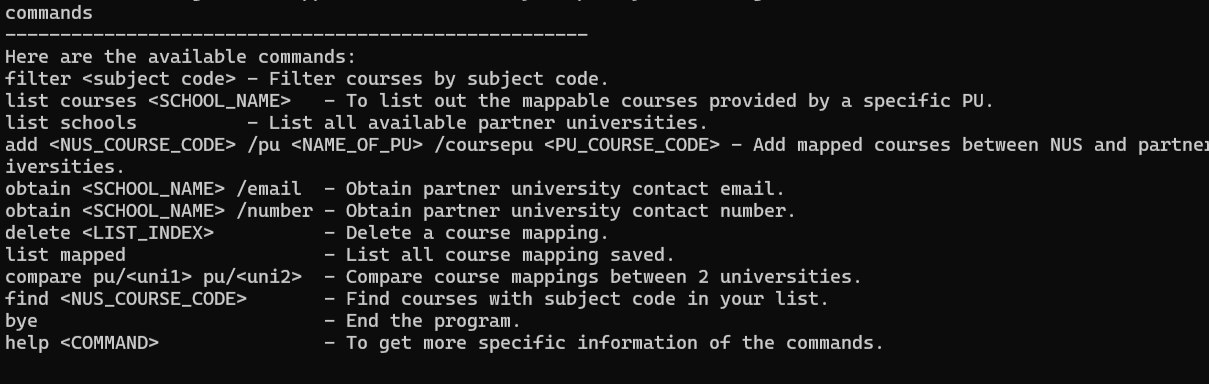 commands
-----------------------------------------------------
Here are the available commands:
filter <subject code> - Filter courses by subject code.
list courses <SCHOOL_NAME>   - To list out the mappable courses provided by a specific PU.
list schools          - List all available partner universities.
add <NUS_COURSE_CODE> /pu <NAME_OF_PU> /coursepu <PU_COURSE_CODE> - Add mapped courses between NUS and partner
iversities.
obtain <SCHOOL_NAME> /email  - Obtain partner university contact email.
obtain <SCHOOL_NAME> /number - Obtain partner university contact number.
delete <LIST_INDEX>          - Delete a course mapping.
list mapped                  - List all course mapping saved.
compare pu/<uni1> pu/<uni2>  - Compare course mappings between 2 universities.
find <NUS_COURSE_CODE>       - Find courses with subject code in your list.
bye                          - End the program.
help <COMMAND>               - To get more specific information of the commands.